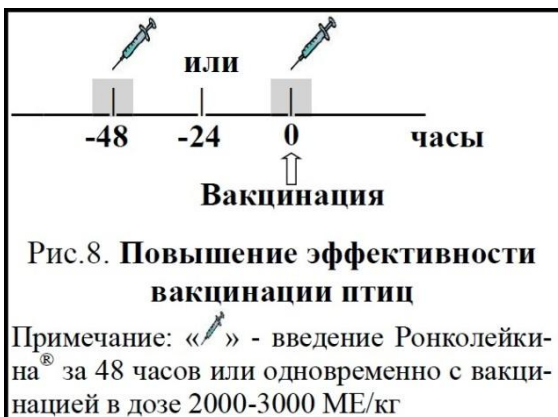 или
-48 -24 0 часы
Вакцинация
Рис.8. Повышение эффективности
вакцинации птиц
Примечание: «» - введение Ронколейки-
на® за 48 часов или одновременно с вакци-
нацией в дозе 2000-3000 МЕ/кг